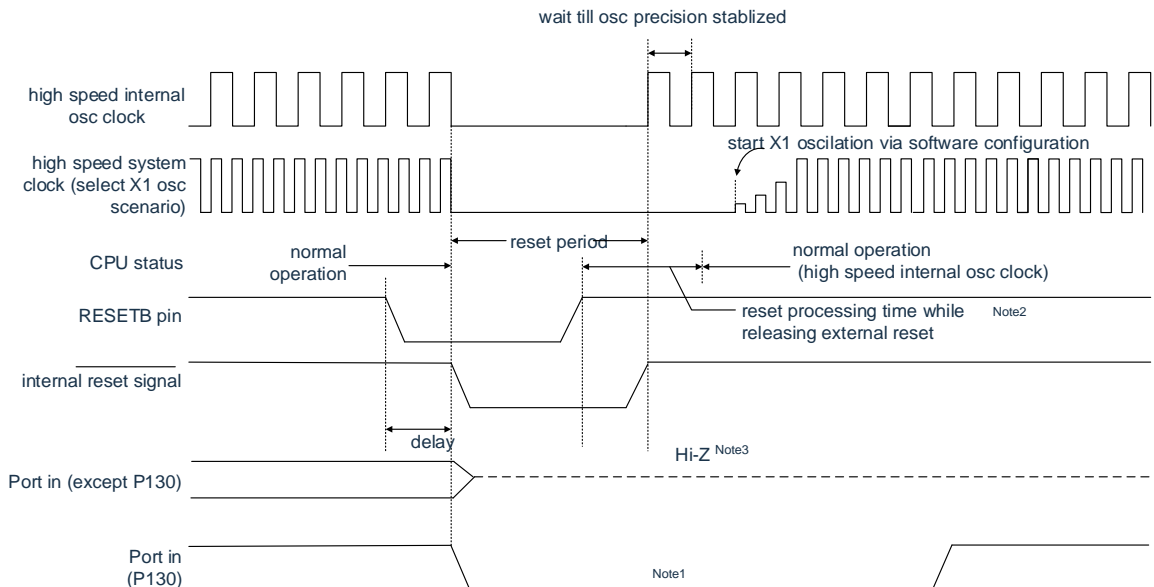 wait till osc precision stablized
high speed internal
osc clock
start X1 oscilation via software configuration
high speed system
clock (select X1 osc
scenario)
reset period
normal
operation
normal operation
(high speed internal osc clock)
CPU status
RESETB pin
reset processing time while Note2
releasing external reset
internal reset signal
delay
Hi-Z Note3
Port in (except P130)
Port in
(P130)
Note1